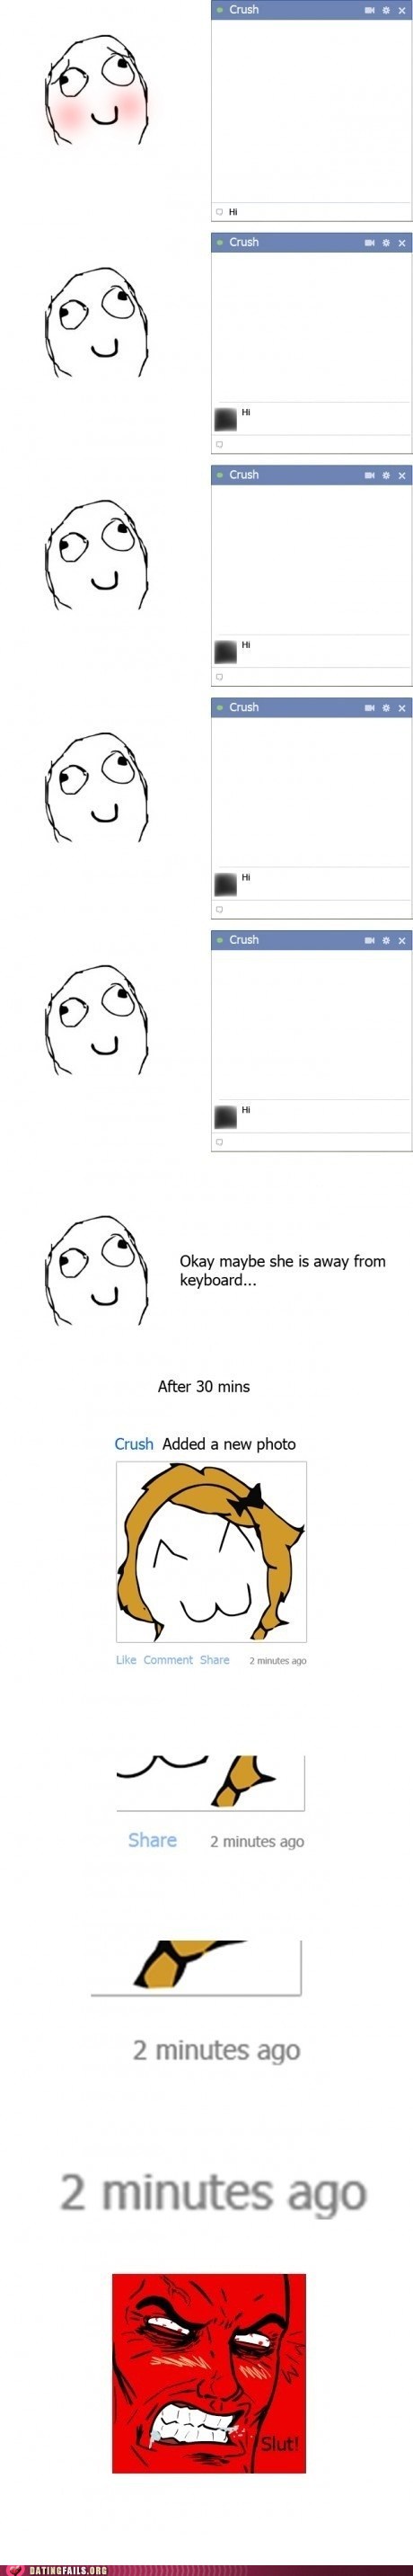 Crush
Hi
Crush
Hi
Crush
Hi
Crush
Hi
Crush
Hi
Okay maybe she is away from
keyboard...
After 30 mins
Crush Added a new photo
Like Comment Share 2 minutes ago
Share 2 minutes ago
2 minutes ago
2 minutes ago
Slut!
DATINGFAILS.ORG